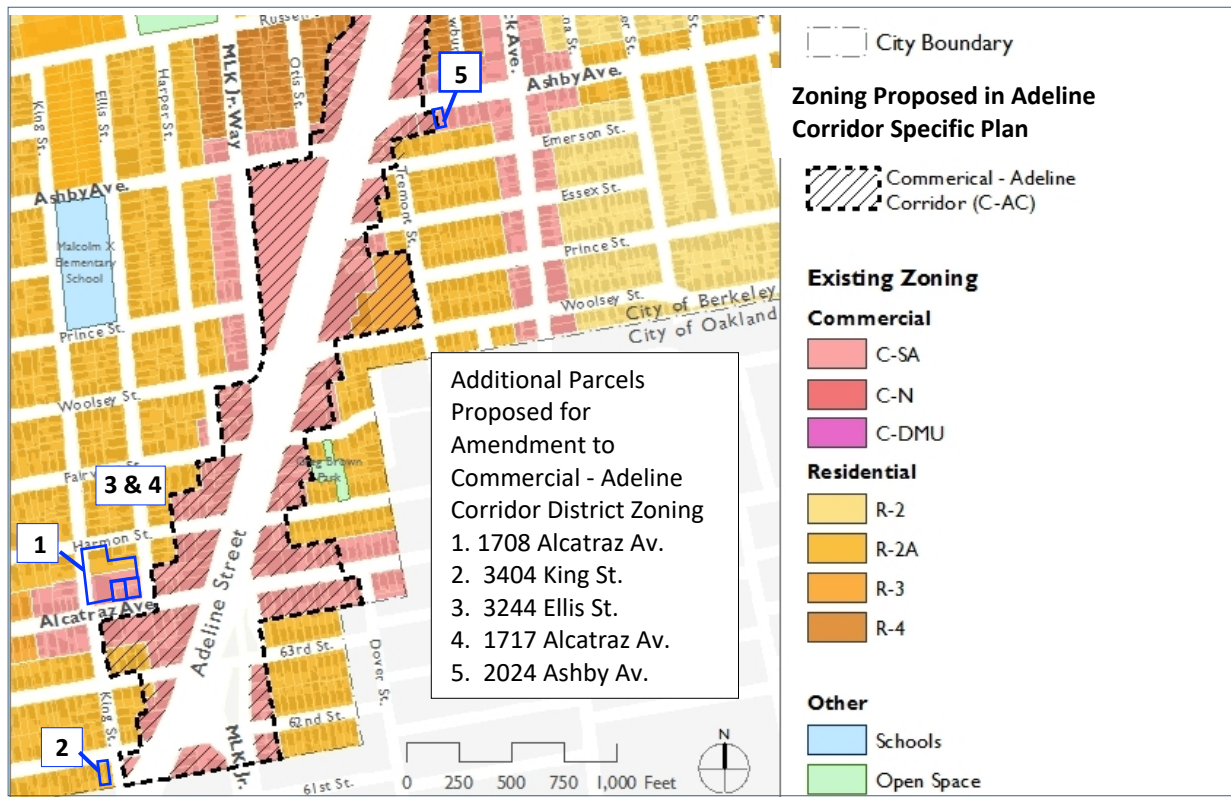 Russell
King St.
Ellis St.
Harper St.
MLK Jr. Way
Otis St.
5
Ashby Ave.
Emerson St.
Tremont St.
Essex St.
Prince St.
Ashby Ave.
Malcolm X
Elementary
School
Woolsey St.
City of Berkeley
City of Oakland
Prince St.
Woolsey St.
Greg Brown
Park
3 & 4
Harmon St.
1
Alcatraz Ave.
Adeline Street
63rd St.
Dover St.
King St.
62nd St.
2
MLK Jr.
61st St.
Additional Parcels
Proposed for
Amendment to
Commercial - Adeline
Corridor District Zoning
1. 1708 Alcatraz Av.
2. 3404 King St.
3. 3244 Ellis St.
4. 1717 Alcatraz Av.
5. 2024 Ashby Av.
0 250 500 750 1,000 Feet
N
City Boundary
Zoning Proposed in Adeline
Corridor Specific Plan
Commerical - Adeline
Corridor (C-AC)
Existing Zoning
Commercial
C-SA
C-N
C-DMU
Residential
R-2
R-2A
R-3
R-4
Other
Schools
Open Space